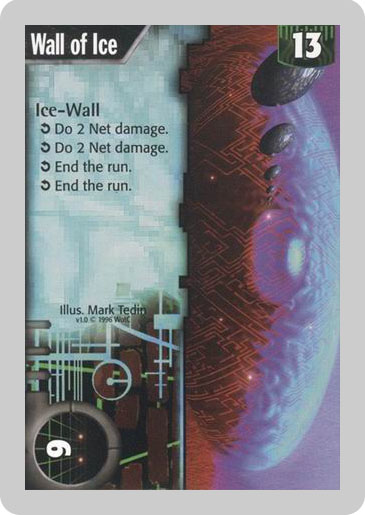 Wall of Ice
13
Ice-Wall
Do 2 Net damage.
Do 2 Net damage.
End the run.
End the run.
Illus. Mark Tedin
v1.0 © 1996 WotC
6